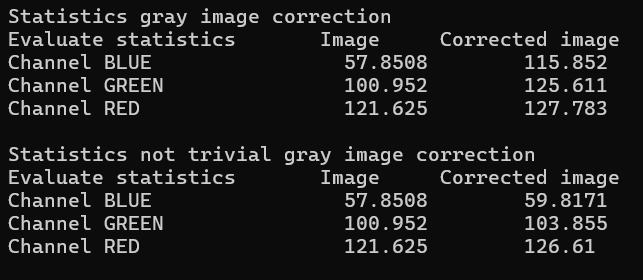 Statistics gray image correction
Evaluate statistics Image Corrected image
Channel BLUE 57.8508 115.852
Channel GREEN 100.952 125.611
Channel RED 121.625 127.783
Statistics not trivial gray image correction
Evaluate statistics Image Corrected image
Channel BLUE 57.8508 59.8171
Channel GREEN 100.952 103.855
Channel RED 121.625 126.61